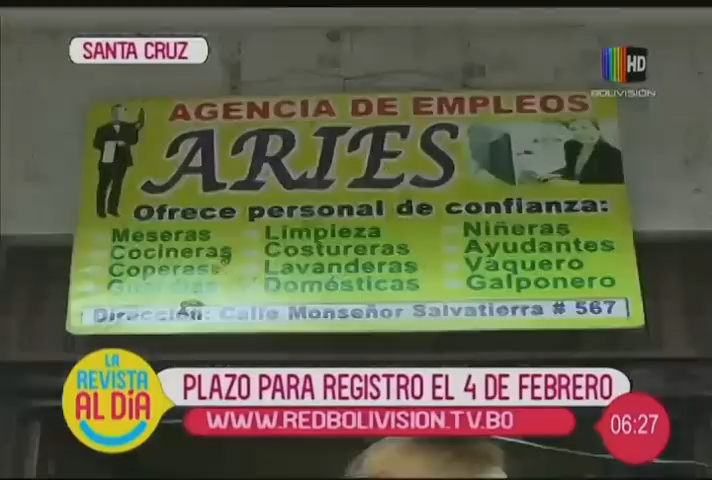 SANTA CRUZ
HD
BOLIVISIÓN
AGENCIA DE EMPLEOS
ARIES
Ofrece personal de confianza:
Meseras
Cocineras
Coperas
Limpieza
Costureras
Lavanderas
Domésticas
Niñeras
Ayudantes
Vaquero
Galponero
Dirección: Calle Monseñor Salvatierra # 567
LA
REVISTA
AL DÍA
PLAZO PARA REGISTRO EL 4 DE FEBRERO
WWW.REDBOLIVISION.TV.BO
06:27